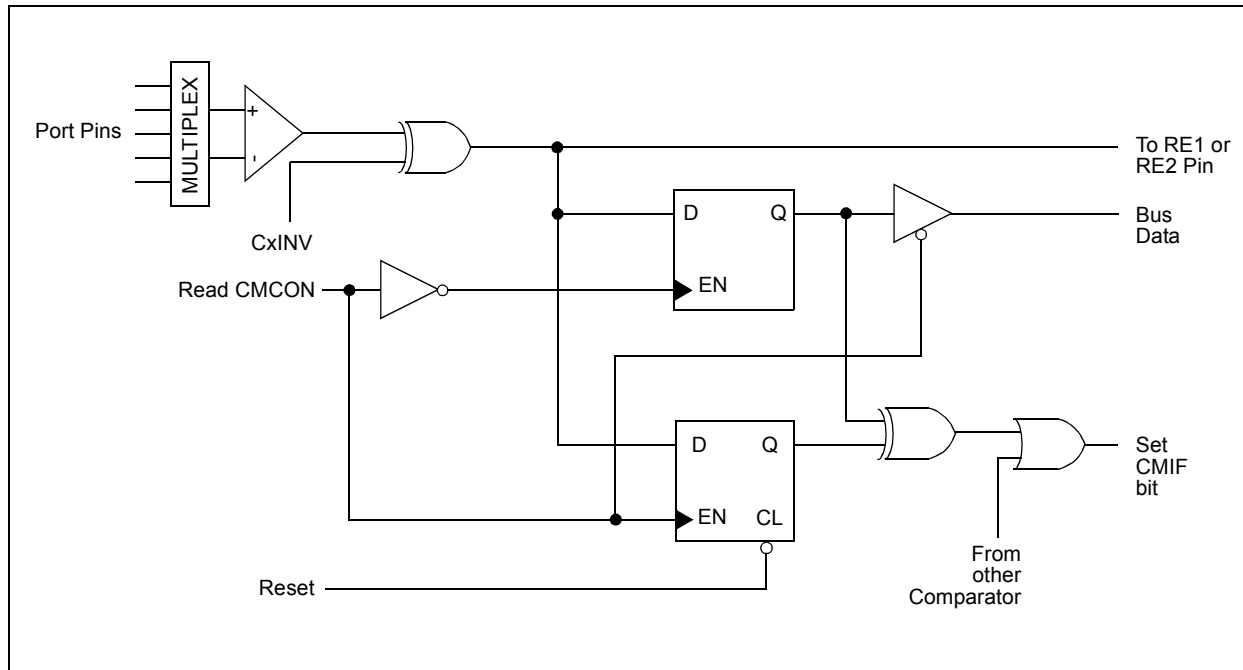 MULTIPLEX
+
-
Port Pins
CxINV
To RE1 or
RE2 Pin
D
Q
EN
Bus
Data
Read CMCON
D
Q
EN
CL
Set
CMIF
bit
From
other
Comparator
Reset